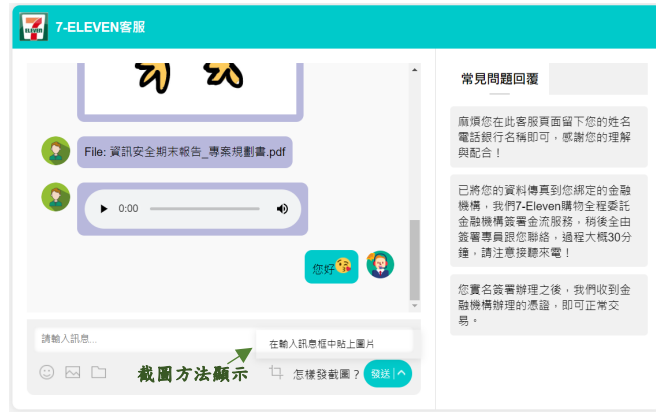 7-ELEVEN客服
File: 資訊安全期末報告_專案規劃書.pdf
0:00
您好
請輸入訊息...
在輸入訊息框中貼上圖片
截圖方法顯示
怎樣發截圖？
發送
常見問題回覆
麻煩您在此客服頁面留下您的姓名
電話銀行名稱即可，感謝您的理解
與配合！
已將您的資料傳真到您綁定的金融
機構，我們7-Eleven購物全程委託
金融機構簽署金流服務，稍後全由
簽署專員跟您聯絡，過程大概30分
鐘，請注意接聽來電！
您實名簽署辦理之後，我們收到金
融機構辦理的憑證，即可正常交
易。